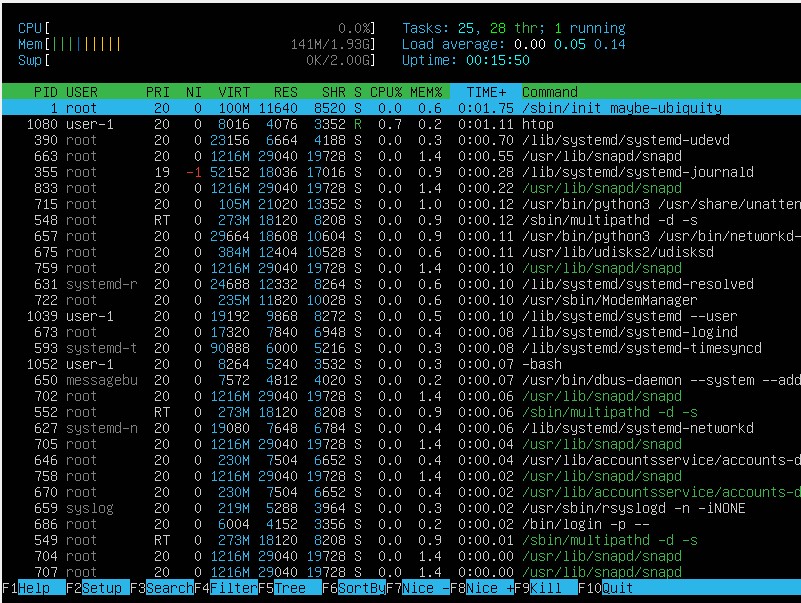 CPU[ 0.0%] Tasks: 25, 28 thr; 1 running
Mem[|||||||||| 141M/1.93G] Load average: 0.00 0.05 0.14
Swp[ 0K/2.00G] Uptime: 00:15:50
PID USER PRI NI VIRT RES SHR S CPU% MEM% TIME+ Command
1 root 20 0 100M 11640 8520 S 0.0 0.6 0:01.75 /sbin/init maybe-ubiquity
1080 user-1 20 0 8016 4076 3352 R 0.7 0.2 0:01.11 htop
390 root 20 0 23156 6664 4188 S 0.0 0.3 0:00.70 /lib/systemd/systemd-udevd
663 root 20 0 1216M 29040 19728 S 0.0 1.4 0:00.55 /usr/lib/snapd/snapd
355 root 19 -1 52152 18036 17016 S 0.0 0.9 0:00.28 /lib/systemd/systemd-journald
833 root 20 0 1216M 29040 19728 S 0.0 1.4 0:00.22 /usr/lib/snapd/snapd
715 root 20 0 105M 21020 13352 S 0.0 1.0 0:00.12 /usr/bin/python3 /usr/share/unatten
548 root RT 0 273M 18120 8208 S 0.0 0.9 0:00.12 /sbin/multipathd -d -s
657 root 20 0 29664 18608 10604 S 0.0 0.9 0:00.11 /usr/bin/python3 /usr/bin/networkd-
675 root 20 0 384M 12404 10528 S 0.0 0.6 0:00.11 /usr/lib/udisks2/udisksd
759 root 20 0 1216M 29040 19728 S 0.0 1.4 0:00.10 /usr/lib/snapd/snapd
631 systemd-r 20 0 24688 12332 8264 S 0.0 0.6 0:00.10 /lib/systemd/systemd-resolved
722 root 20 0 235M 11820 10028 S 0.0 0.6 0:00.10 /usr/sbin/ModemManager
1039 user-1 20 0 19192 9868 8272 S 0.0 0.5 0:00.10 /lib/systemd/systemd --user
673 root 20 0 17320 7840 6948 S 0.0 0.4 0:00.08 /lib/systemd/systemd-logind
593 systemd-t 20 0 90888 6000 5216 S 0.0 0.3 0:00.08 /lib/systemd/systemd-timesyncd
1052 user-1 20 0 8264 5240 3532 S 0.0 0.3 0:00.07 -bash
650 messagebu 20 0 7572 4812 4020 S 0.0 0.2 0:00.07 /usr/bin/dbus-daemon --system --add
702 root 20 0 1216M 29040 19728 S 0.0 1.4 0:00.06 /usr/lib/snapd/snapd
552 root RT 0 273M 18120 8208 S 0.0 0.9 0:00.06 /sbin/multipathd -d -s
627 systemd-n 20 0 19080 7648 6784 S 0.0 0.4 0:00.06 /lib/systemd/systemd-networkd
705 root 20 0 1216M 29040 19728 S 0.0 1.4 0:00.04 /usr/lib/snapd/snapd
646 root 20 0 230M 7504 6652 S 0.0 0.4 0:00.04 /usr/lib/accountsservice/accounts-d
758 root 20 0 1216M 29040 19728 S 0.0 1.4 0:00.02 /usr/lib/snapd/snapd
670 root 20 0 230M 7504 6652 S 0.0 0.4 0:00.02 /usr/lib/accountsservice/accounts-d
659 syslog 20 0 219M 5288 3964 S 0.0 0.3 0:00.02 /usr/sbin/rsyslogd -n -iNONE
686 root 20 0 6004 4152 3356 S 0.0 0.2 0:00.02 /bin/login -p --
549 root RT 0 273M 18120 8208 S 0.0 0.9 0:00.01 /sbin/multipathd -d -s
704 root 20 0 1216M 29040 19728 S 0.0 1.4 0:00.00 /usr/lib/snapd/snapd
707 root 20 0 1216M 29040 19728 S 0.0 1.4 0:00.00 /usr/lib/snapd/snapd
F1Help F2Setup F3SearchF4FilterF5Tree F6SortByF7Nice -F8Nice +F9Kill F10Quit